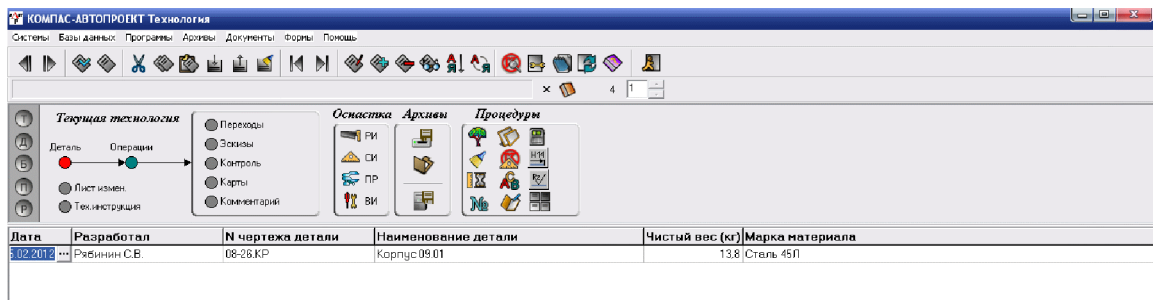 КОМПАС-АВТОПРОЕКТ Технология
Системы Базы данных Программы Архивы Документы Формы Помощь
4 1
Текущая технология Оснастка Архивы Процедуры
Т
Д
Б
П
Р
Деталь Операции
Лист измен.
Тех.инструкция
Переходы
Эскизы
Контроль
Карты
Комментарий
РИ
СИ
ПР
ВИ
Дата Разработал N чертежа детали Наименование детали Чистый вес (кг) Марка материала
5.02.2012 ... Рябинин С.В. 08-26.КР Корпус 09.01 13,8 Сталь 45Л